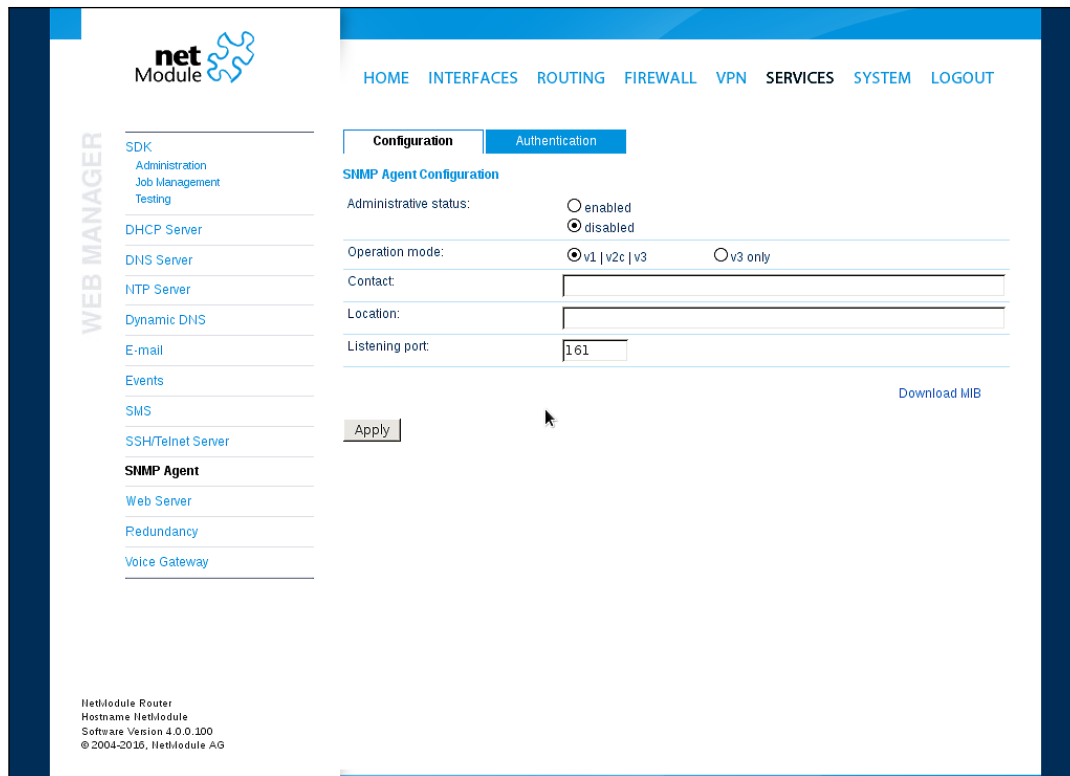 net
Module
HOME INTERFACES ROUTING FIREWALL VPN SERVICES SYSTEM LOGOUT
WEB MANAGER
SDK
Administration
Job Management
Testing
DHCP Server
DNS Server
NTP Server
Dynamic DNS
E-mail
Events
SMS
SSH/Telnet Server
SNMP Agent
Web Server
Redundancy
Voice Gateway
Configuration Authentication
SNMP Agent Configuration
Administrative status:
enabled
disabled
Operation mode: v1 | v2c | v3 v3 only
Contact:
Location:
Listening port: 161
Download MIB
Apply
NetModule Router
Hostname NetModule
Software Version 4.0.0.100
© 2004-2016, NetModule AG